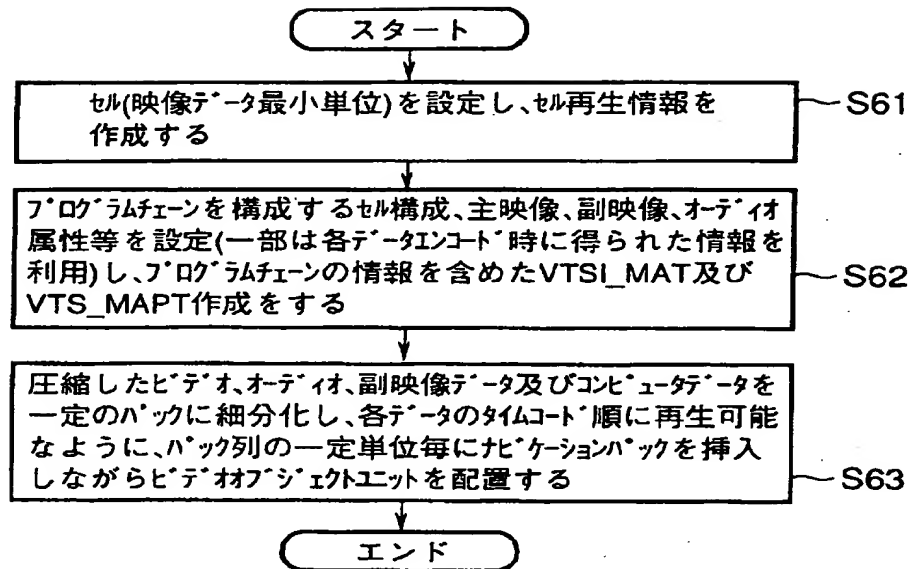 スタート
セル(映像データ最小単位)を設定し、セル再生情報を
作成する
S61
プログラムチェーンを構成するセル構成、主映像、副映像、オーディオ
属性等を設定(一部は各データエンコード時に得られた情報を
利用)し、プログラムチェーンの情報を含めたVTSI_MAT及び
VTS_MAPT作成をする
S62
圧縮したビデオ、オーディオ、副映像データ及びコンピュータデータを
一定のパックに細分化し、各データのタイムコード順に再生可能
なように、パック列の一定単位毎にナビケーションパックを挿入
しながらビデオオブジェクトユニットを配置する
S63
エンド